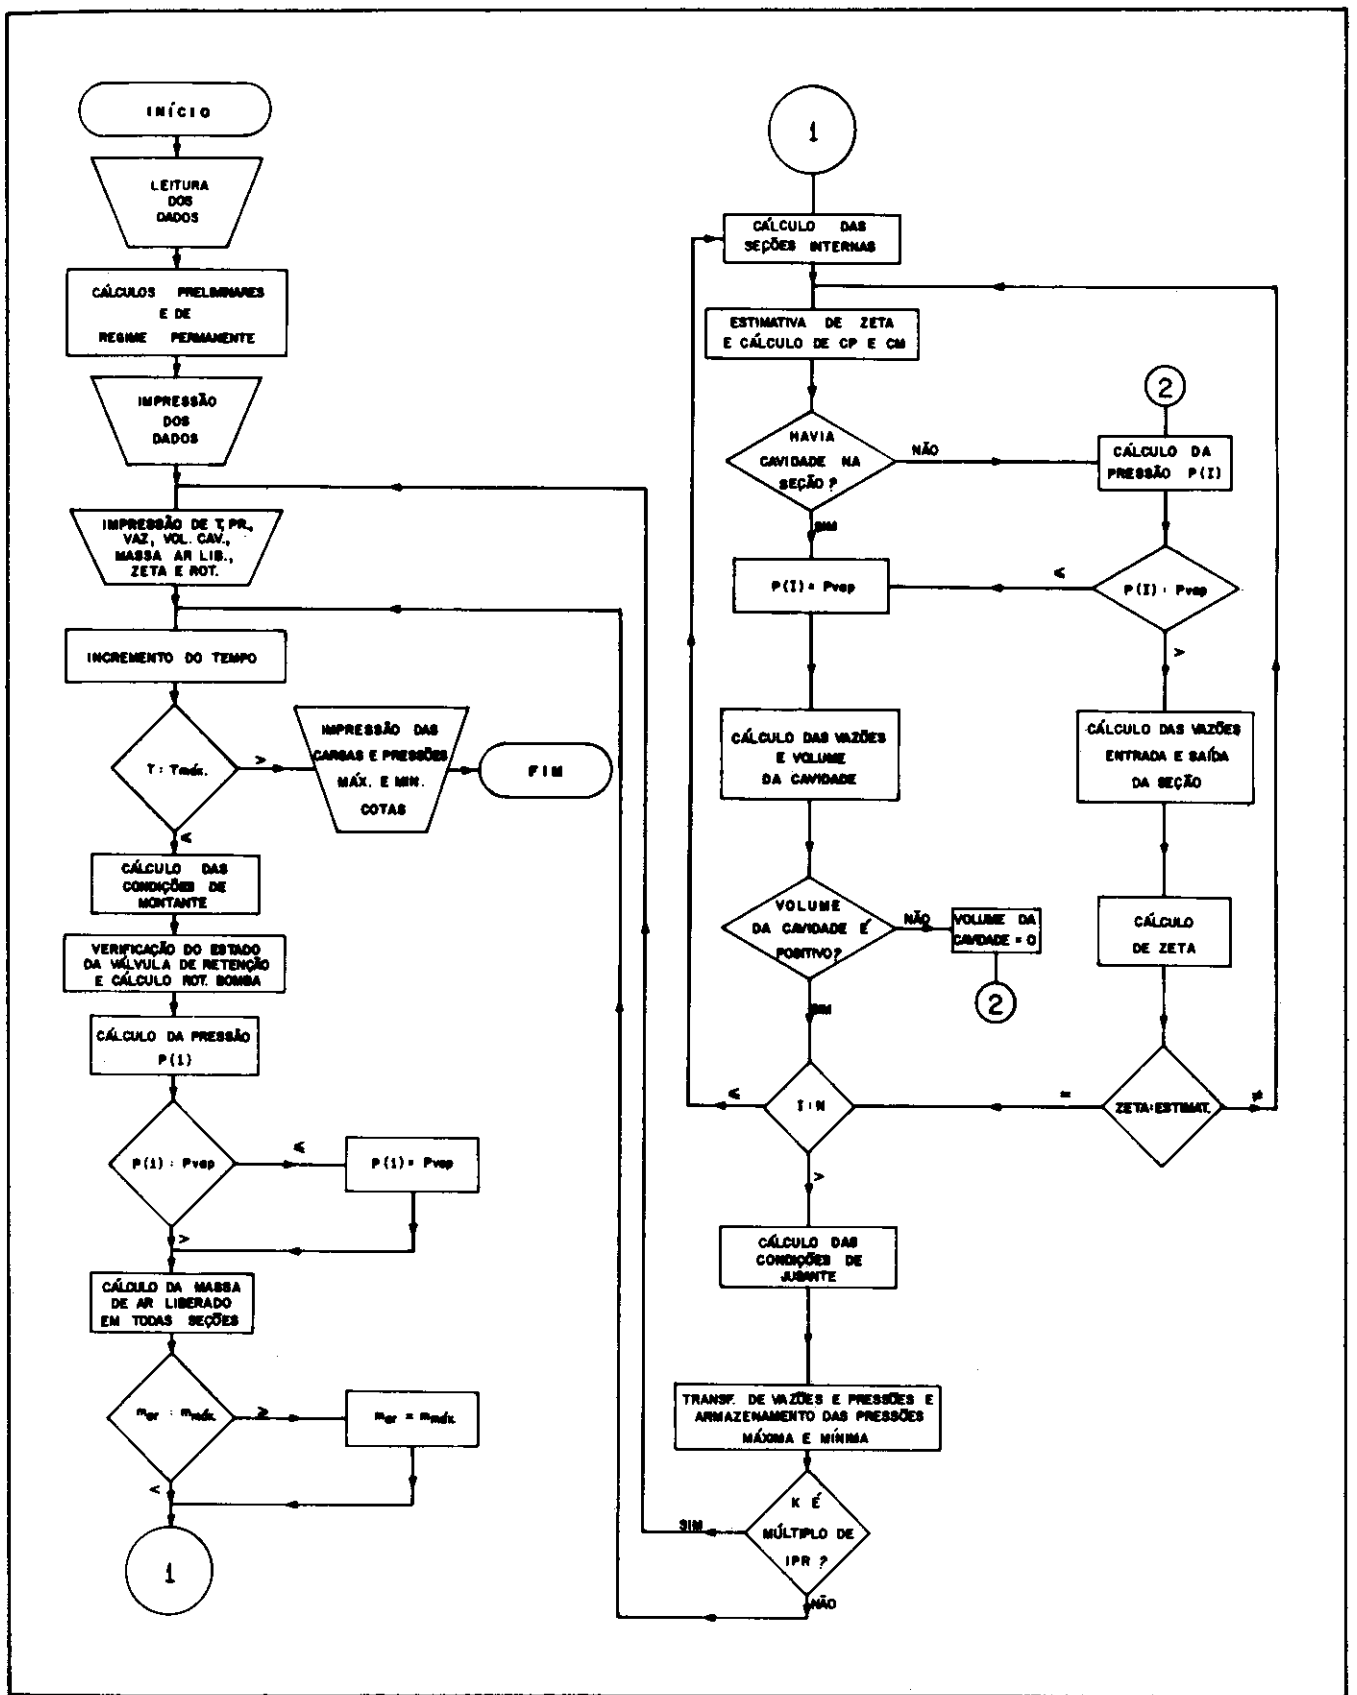 INÍCIO
LEITURA
DOS
DADOS
CÁLCULOS PRELIMINARES
E DE
REGIME PERMANENTE
IMPRESSÃO
DOS
DADOS
IMPRESSÃO DE T, PR.,
VAZ, VOL. CAV.,
MASSA AR LIB.,
ZETA E ROT.
INCREMENTO DO TEMPO
T : Tmáx.
>
IMPRESSÃO DAS
CARGAS E PRESSÕES
MÁX. E MIN.
COTAS
FIM
⩽
CÁLCULO DAS
CONDIÇÕES DE
MONTANTE
VERIFICAÇÃO DO ESTADO
DA VÁLVULA DE RETENÇÃO
E CÁLCULO ROT. BOMBA
CÁLCULO DA PRESSÃO
P(1)
P(1) : Pvap
⩽
P(1) = Pvap
>
CÁLCULO DA MASSA
DE AR LIBERADO
EM TODAS SEÇÕES
mar : mmáx.
⩾
mar = mmáx.
<
1
1
CÁLCULO DAS
SEÇÕES INTERNAS
ESTIMATIVA DE ZETA
E CÁLCULO DE CP E CM
HAVIA
CAVIDADE NA
SEÇÃO ?
NÃO
SIM
2
CÁLCULO DA
PRESSÃO P(I)
P(I) : Pvap
⩽
P(I) = Pvap
>
CÁLCULO DAS VAZÕES
E VOLUME
DA CAVIDADE
CÁLCULO DAS VAZÕES
ENTRADA E SAÍDA
DA SEÇÃO
VOLUME
DA CAVIDADE É
POSITIVO?
NÃO
VOLUME DA
CAVIDADE = 0
2
SIM
CÁLCULO
DE ZETA
ZETA:ESTIMAT.
≠
=
I : N
⩽
>
CÁLCULO DAS
CONDIÇÕES DE
JUSANTE
TRANSF. DE VAZÕES E PRESSÕES E
ARMAZENAMENTO DAS PRESSÕES
MÁXIMA E MÍNIMA
K É
MÚLTIPLO DE
IPR ?
SIM
NÃO